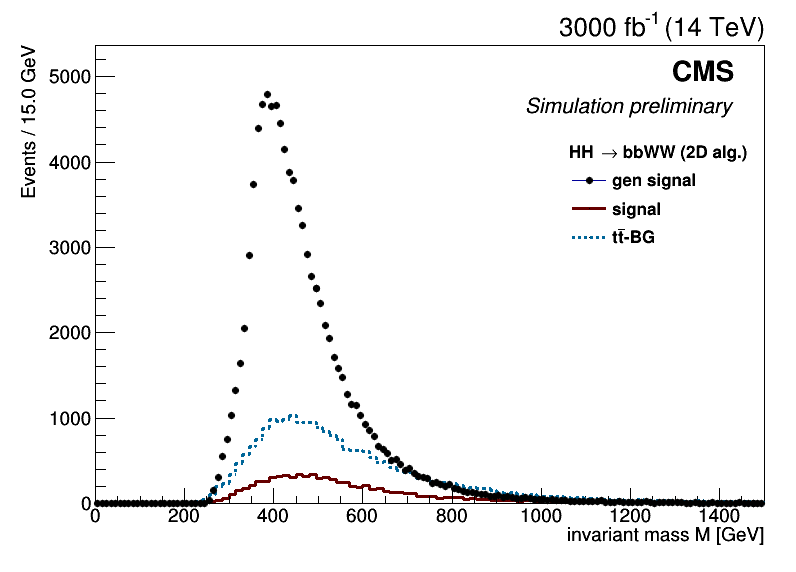 3000 fb⁻¹ (14 TeV)
Events / 15.0 GeV
5000
4000
3000
2000
1000
0
CMS
Simulation preliminary
HH → bbWW (2D alg.)
gen signal
signal
tt̄-BG
0 200 400 600 800 1000 1200 1400
invariant mass M [GeV]